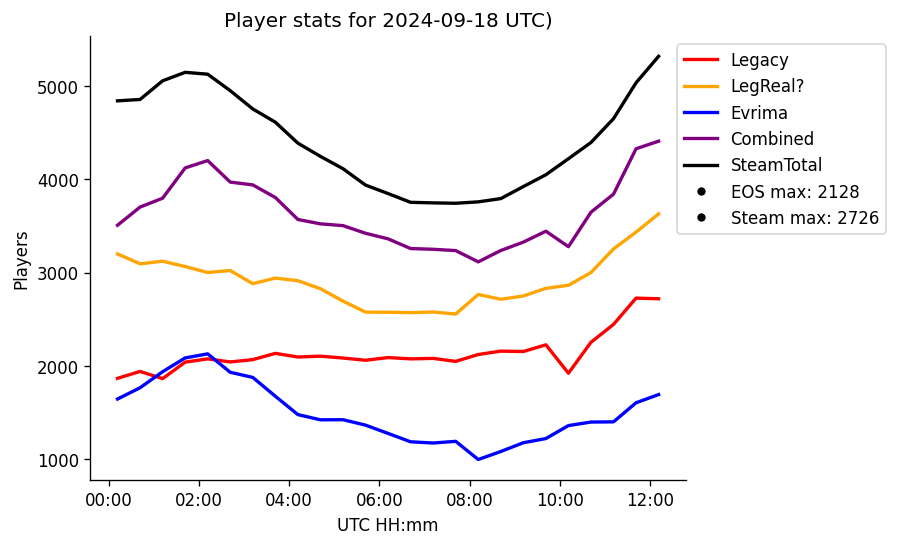 Player stats for 2024-09-18 UTC)
Legacy
LegReal?
Evrima
Combined
SteamTotal
EOS max: 2128
Steam max: 2726
Players
5000
4000
3000
2000
1000
00:00 02:00 04:00 06:00 08:00 10:00 12:00
UTC HH:mm